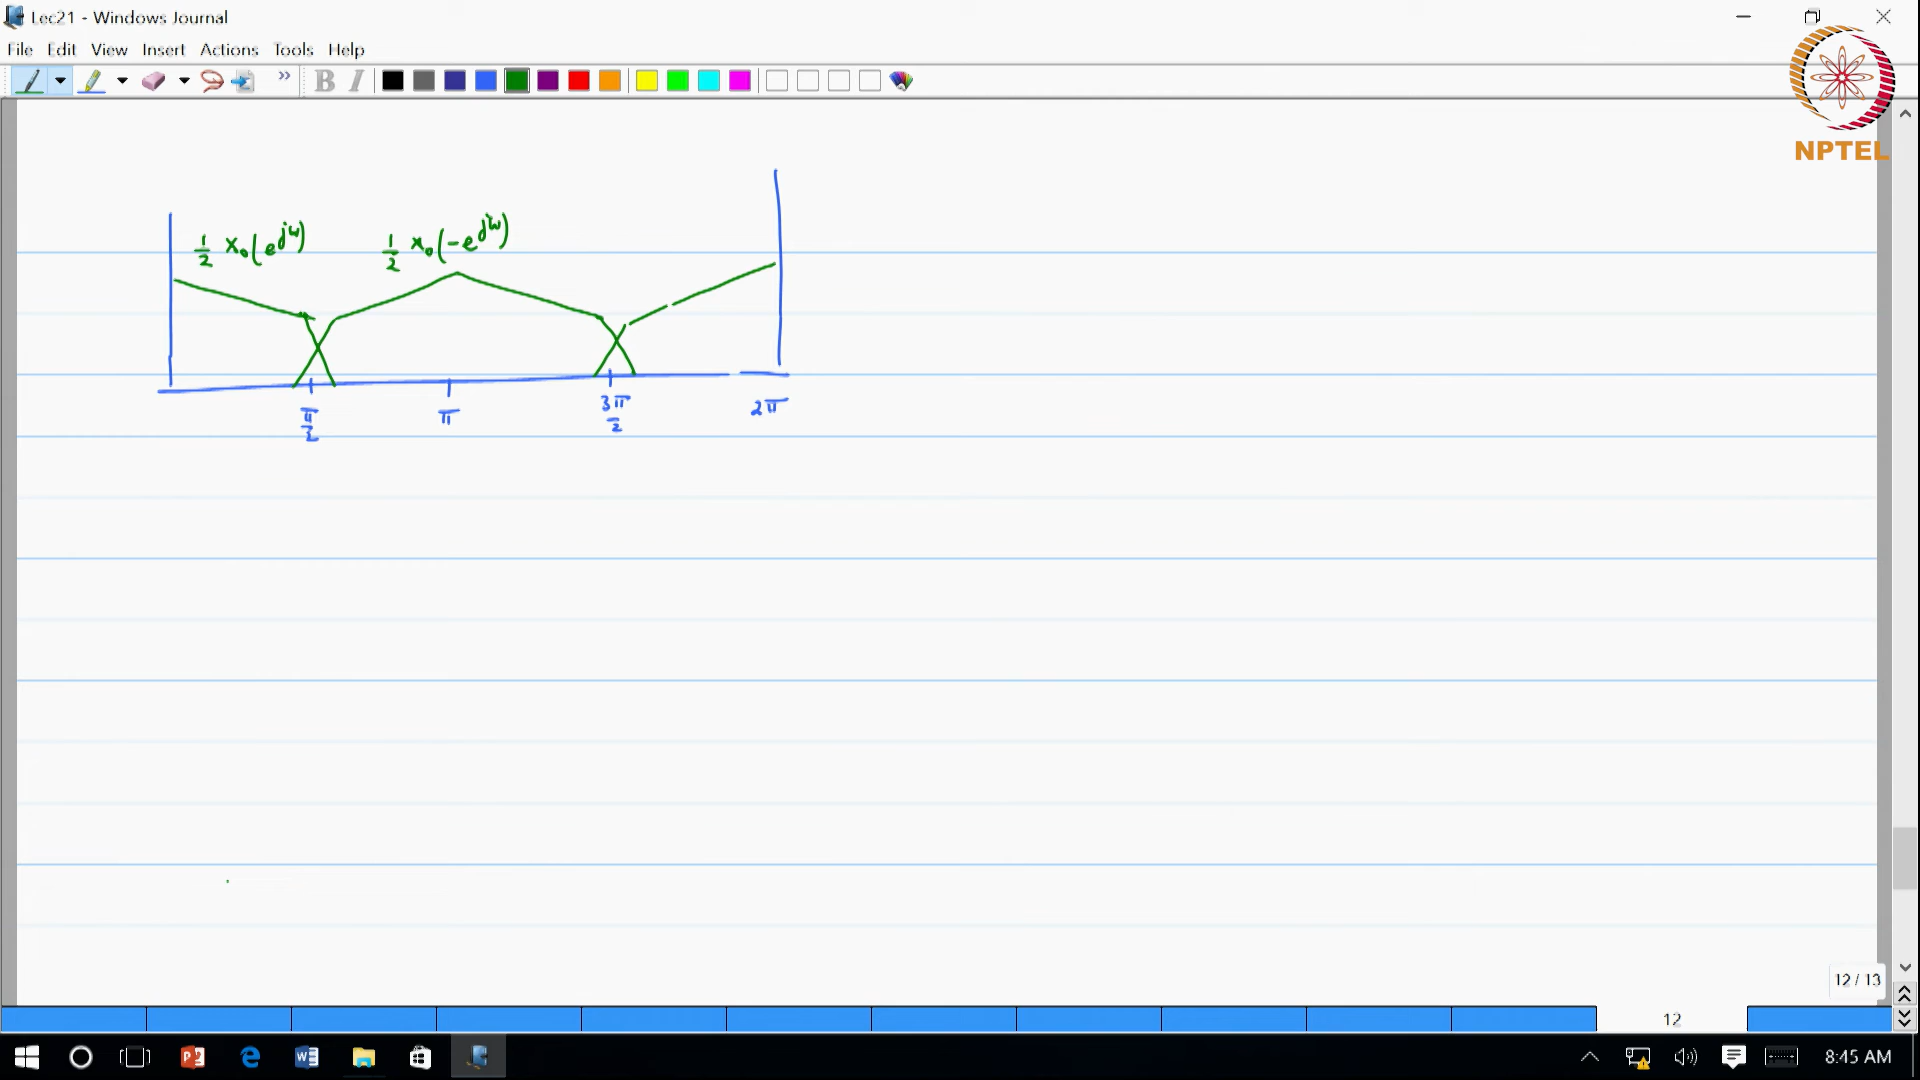 Lec21 - Windows Journal
File Edit View Insert Actions Tools Help
» B I
NPTEL
½ X₀(e^{jω}) ½ X₀(-e^{jω})
π/2 π 3π/2 2π
12 / 13
12
8:45 AM